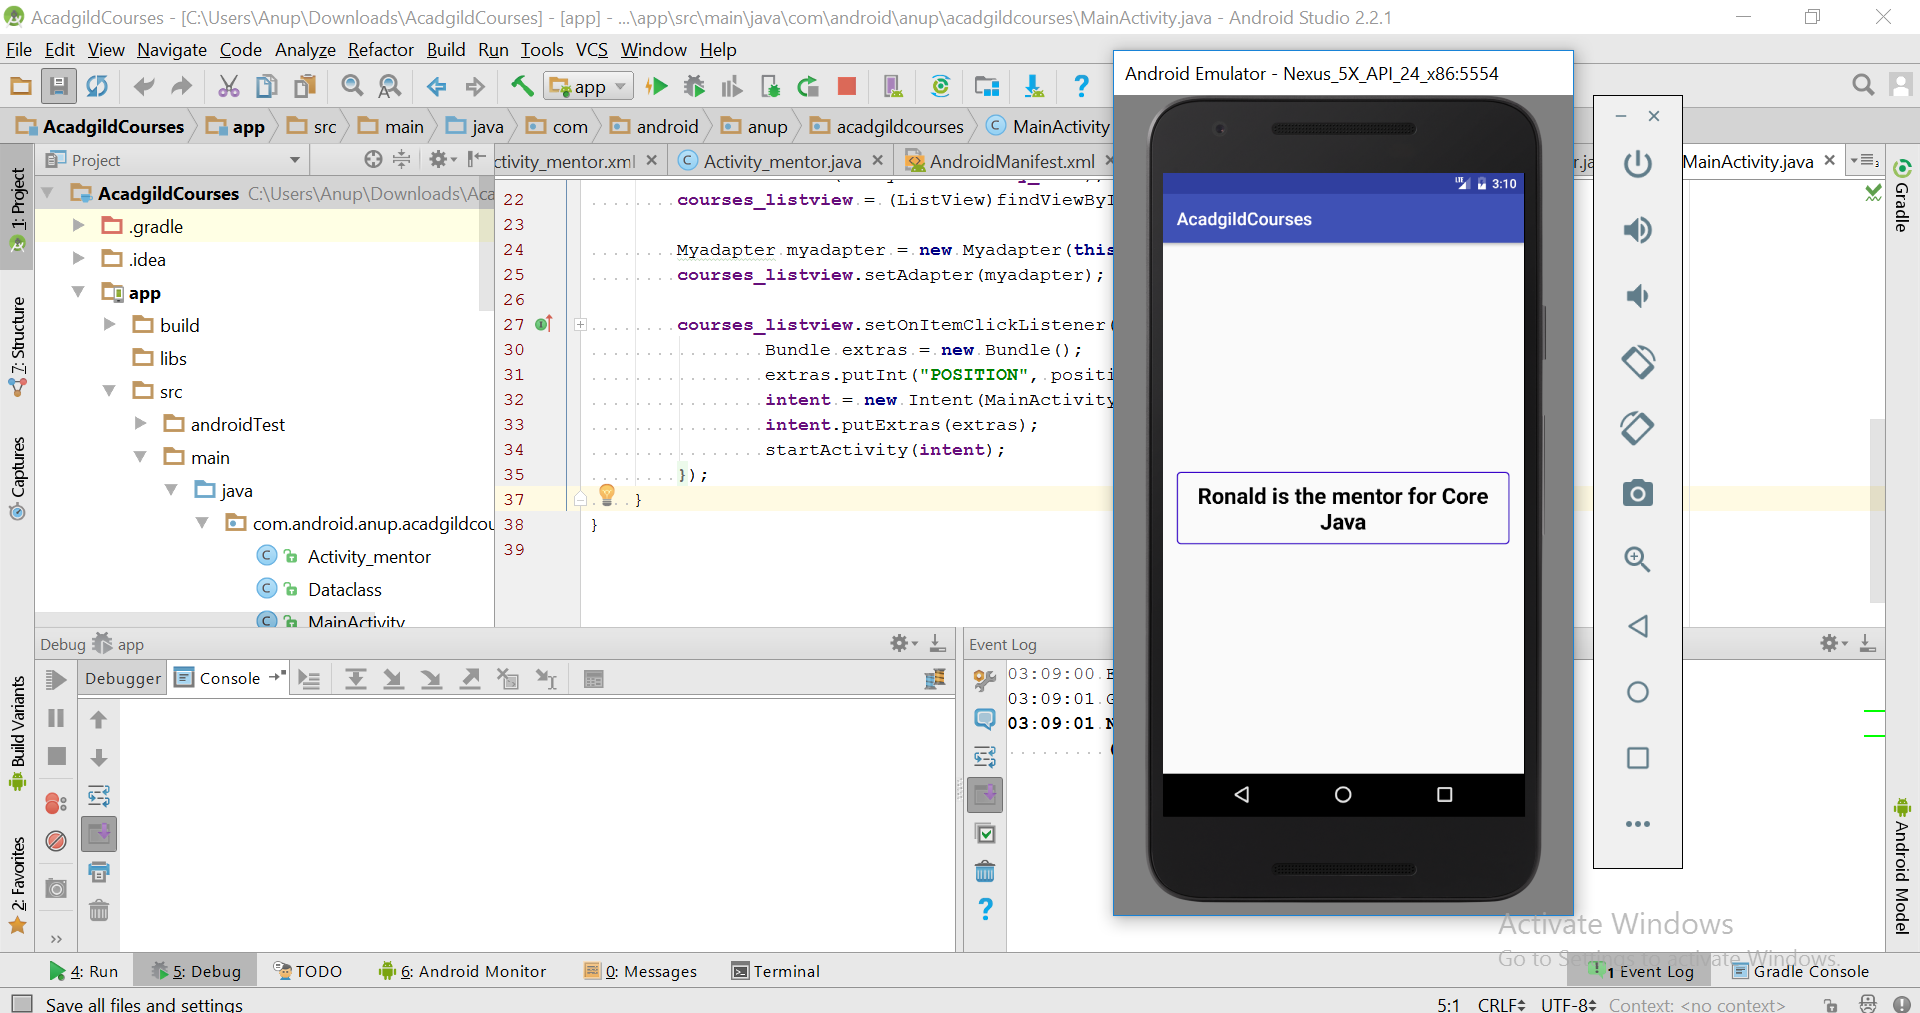 AcadgildCourses - [C:\Users\Anup\Downloads\AcadgildCourses] - [app] - ...\app\src\main\java\com\android\anup\acadgildcourses\MainActivity.java - Android Studio 2.2.1
File Edit View Navigate Code Analyze Refactor Build Run Tools VCS Window Help
app
AcadgildCourses app src main java com android anup acadgildcourses MainActivity
Project
ctivity_mentor.xml
Activity_mentor.java
AndroidManifest.xml
MainActivity.java
1: Project
7: Structure
Captures
Build Variants
2: Favorites
Gradle
Android Model
AcadgildCourses C:\Users\Anup\Downloads\Aca
.gradle
.idea
app
build
libs
src
androidTest
main
java
com.android.anup.acadgildcou
Activity_mentor
Dataclass
MainActivity
22 courses_listview = (ListView)findViewByI
23
24 Myadapter myadapter = new Myadapter(this
25 courses_listview.setAdapter(myadapter);
26
27 courses_listview.setOnItemClickListener(
30 Bundle extras = new Bundle();
31 extras.putInt("POSITION", positi
32 intent = new Intent(MainActivity
33 intent.putExtras(extras);
34 startActivity(intent);
35 });
37 }
38 }
39
Android Emulator - Nexus_5X_API_24_x86:5554
LTE 3:10
AcadgildCourses
Ronald is the mentor for Core
Java
Debug app
Debugger Console
Event Log
03:09:00 E
03:09:01 G
03:09:01 N
(
Activate Windows
Go to Settings to activate Windows.
4: Run 5: Debug TODO 6: Android Monitor 0: Messages Terminal
1 Event Log Gradle Console
Save all files and settings
5:1 CRLF UTF-8 Context: <no context>